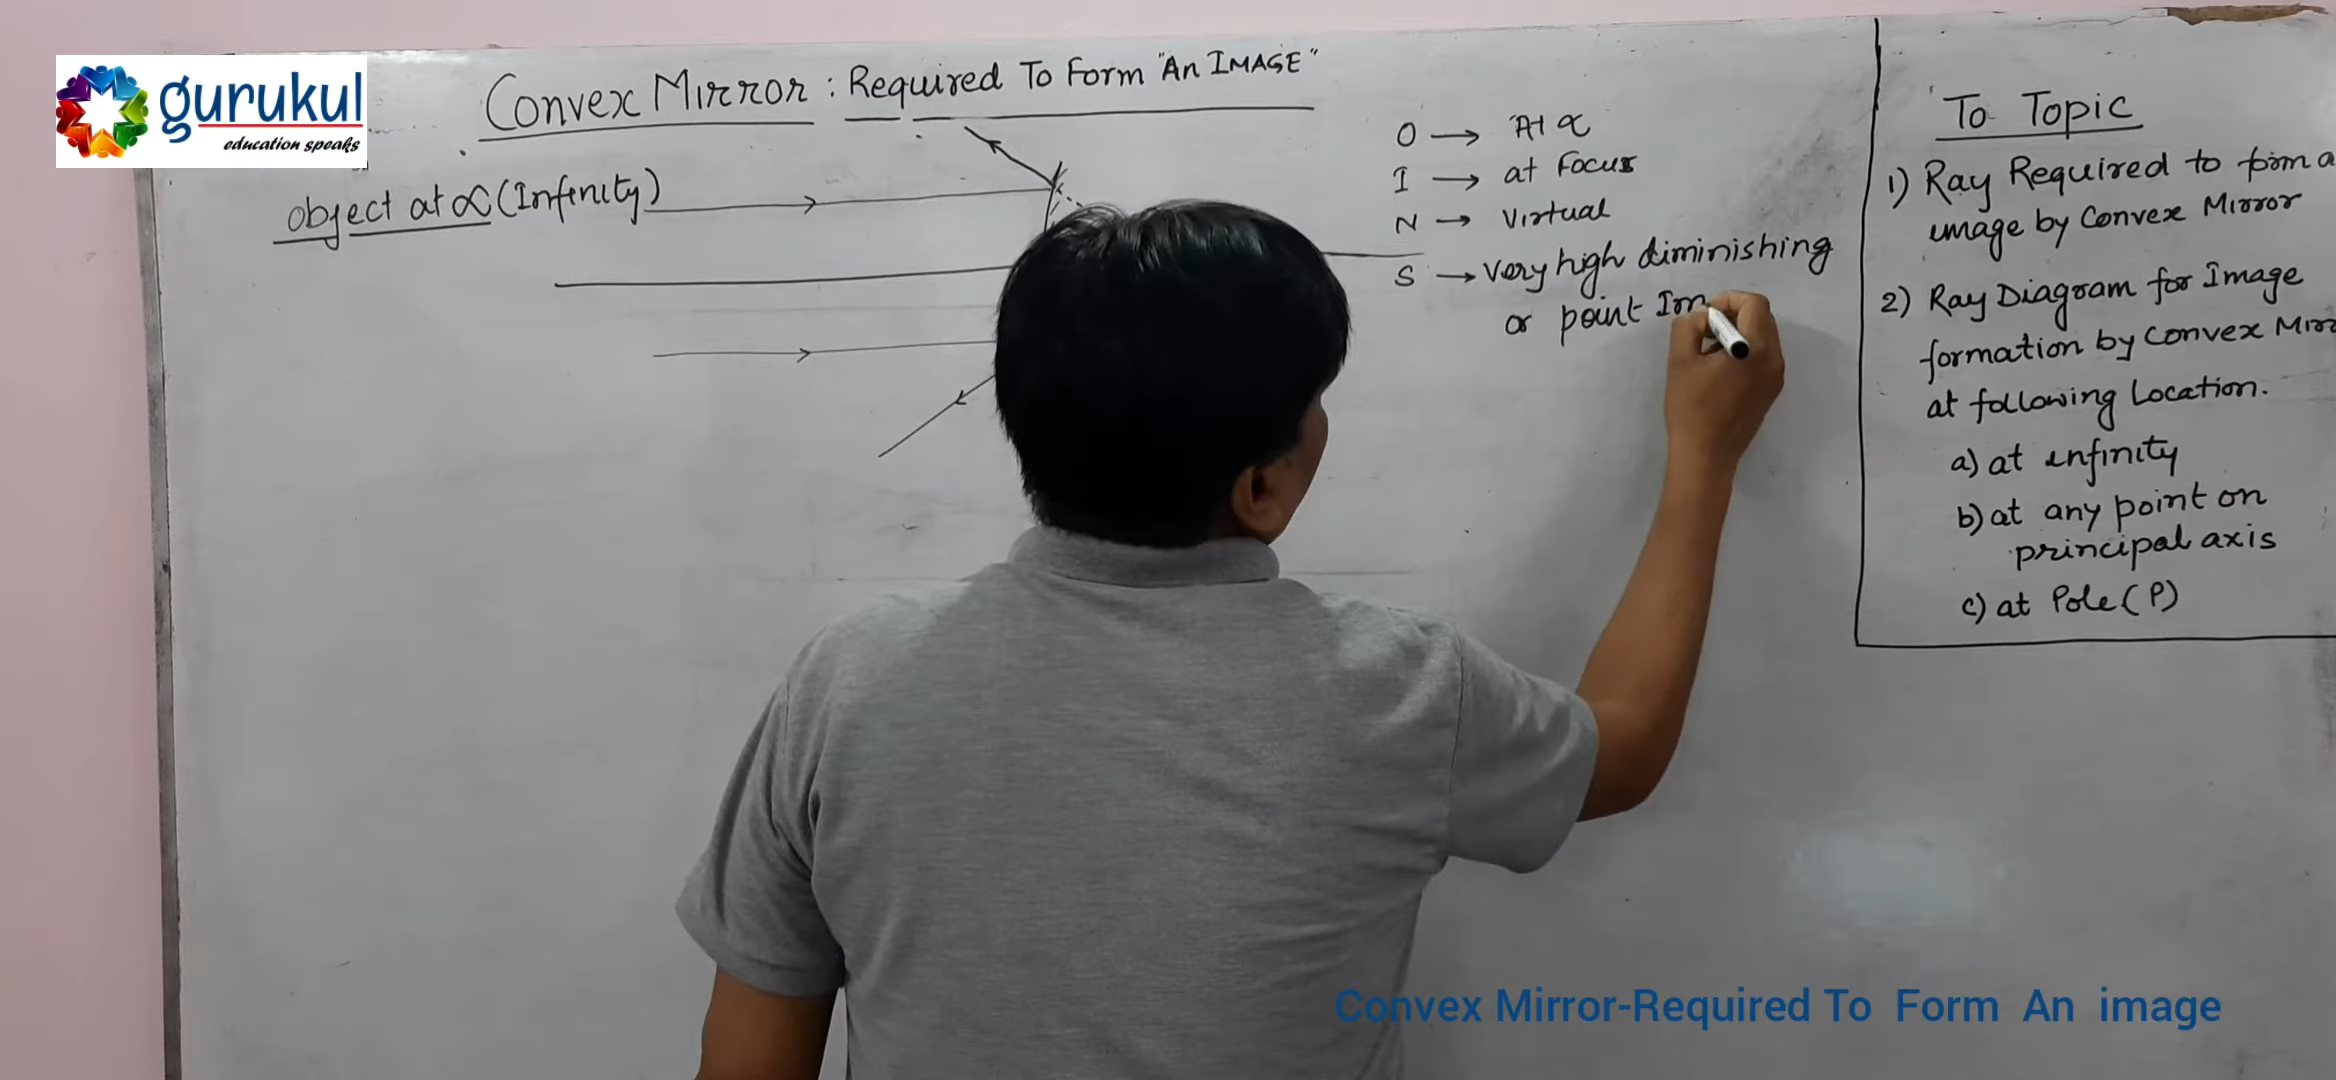 gurukul
education speaks
Convex Mirror : Required To Form "An IMAGE"
object at ∝ (Infinity)
O → At ∝
I → at Focus
N → Virtual
S → Very high diminishing
or point Im
To Topic
1) Ray Required to form a
image by Convex Mirror
2) Ray Diagram for Image
formation by Convex Mirr
at following Location.
a) at infinity
b) at any point on
principal axis
c) at Pole (P)
Convex Mirror-Required To Form An image